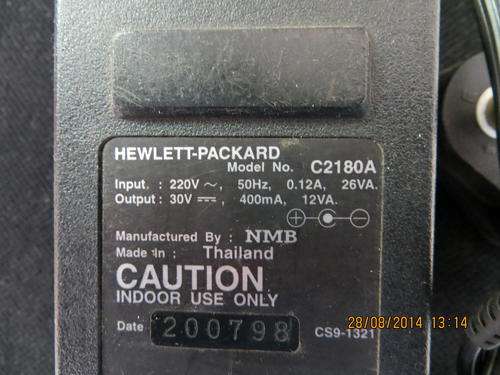 HEWLETT-PACKARD
Model No. C2180A
Input : 220V ~, 50Hz, 0.12A, 26VA.
Output : 30V ⎓, 400mA, 12VA.
Manufactured By : NMB
Made in : Thailand
CAUTION
INDOOR USE ONLY
Date 200798 CS9-1321
28/08/2014 13:14